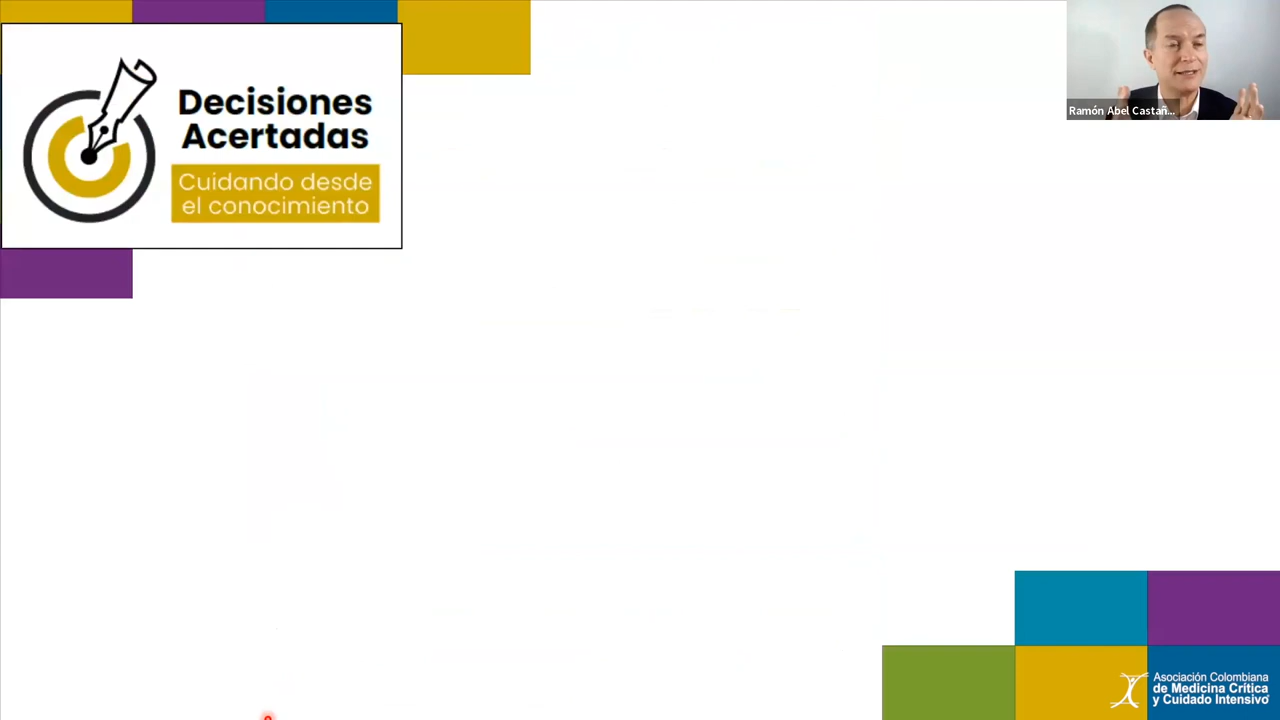 Decisiones
Acertadas
Cuidando desde
el conocimiento
Ramón Abel Castañ...
Asociación Colombiana
de Medicina Crítica
y Cuidado Intensivo